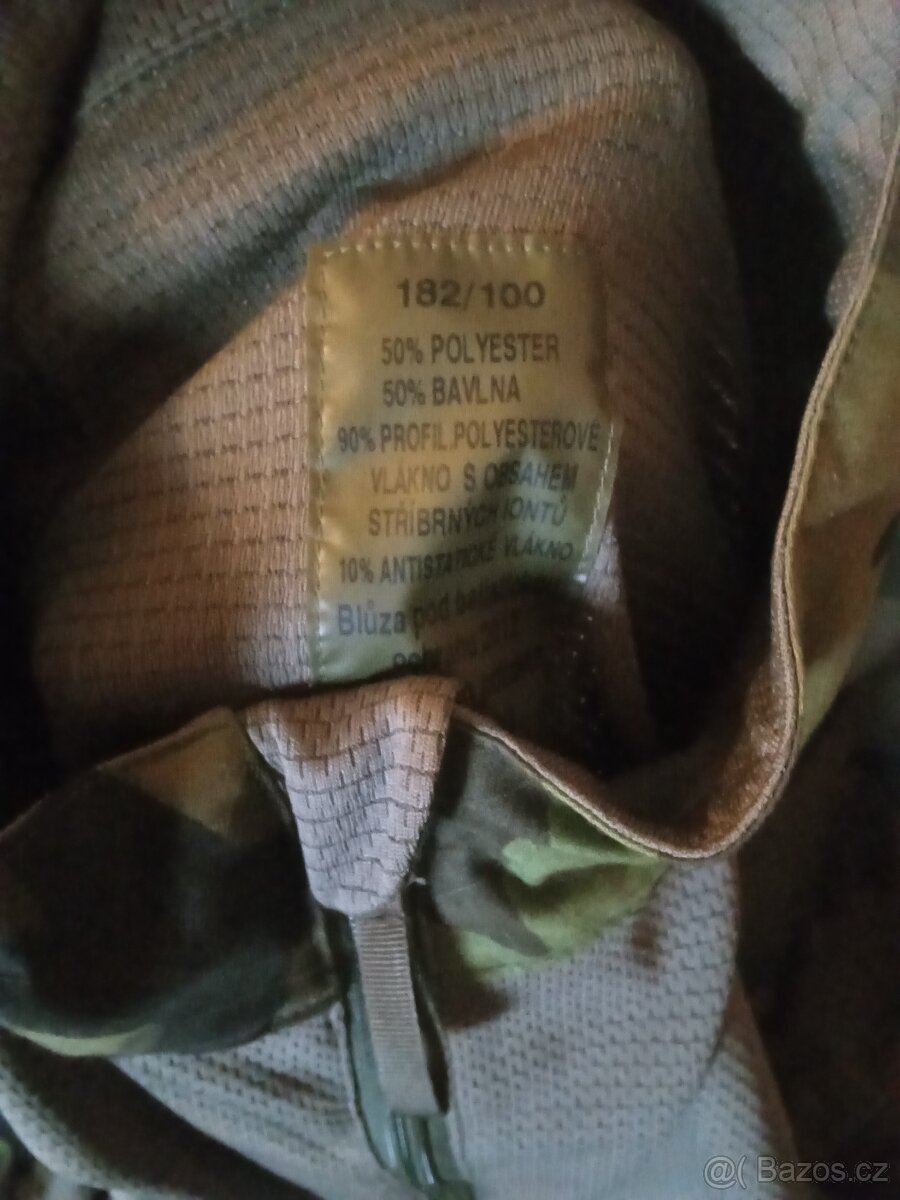 182/100
50% POLYESTER
50% BAVLNA
90% PROFIL.POLYESTEROVÉ
VLÁKNO S OBSAHEM
STŘÍBRNÝCH IONTŮ
10% ANTISTATICKÉ VLÁKNO
Blůza pod
@( Bazos.cz